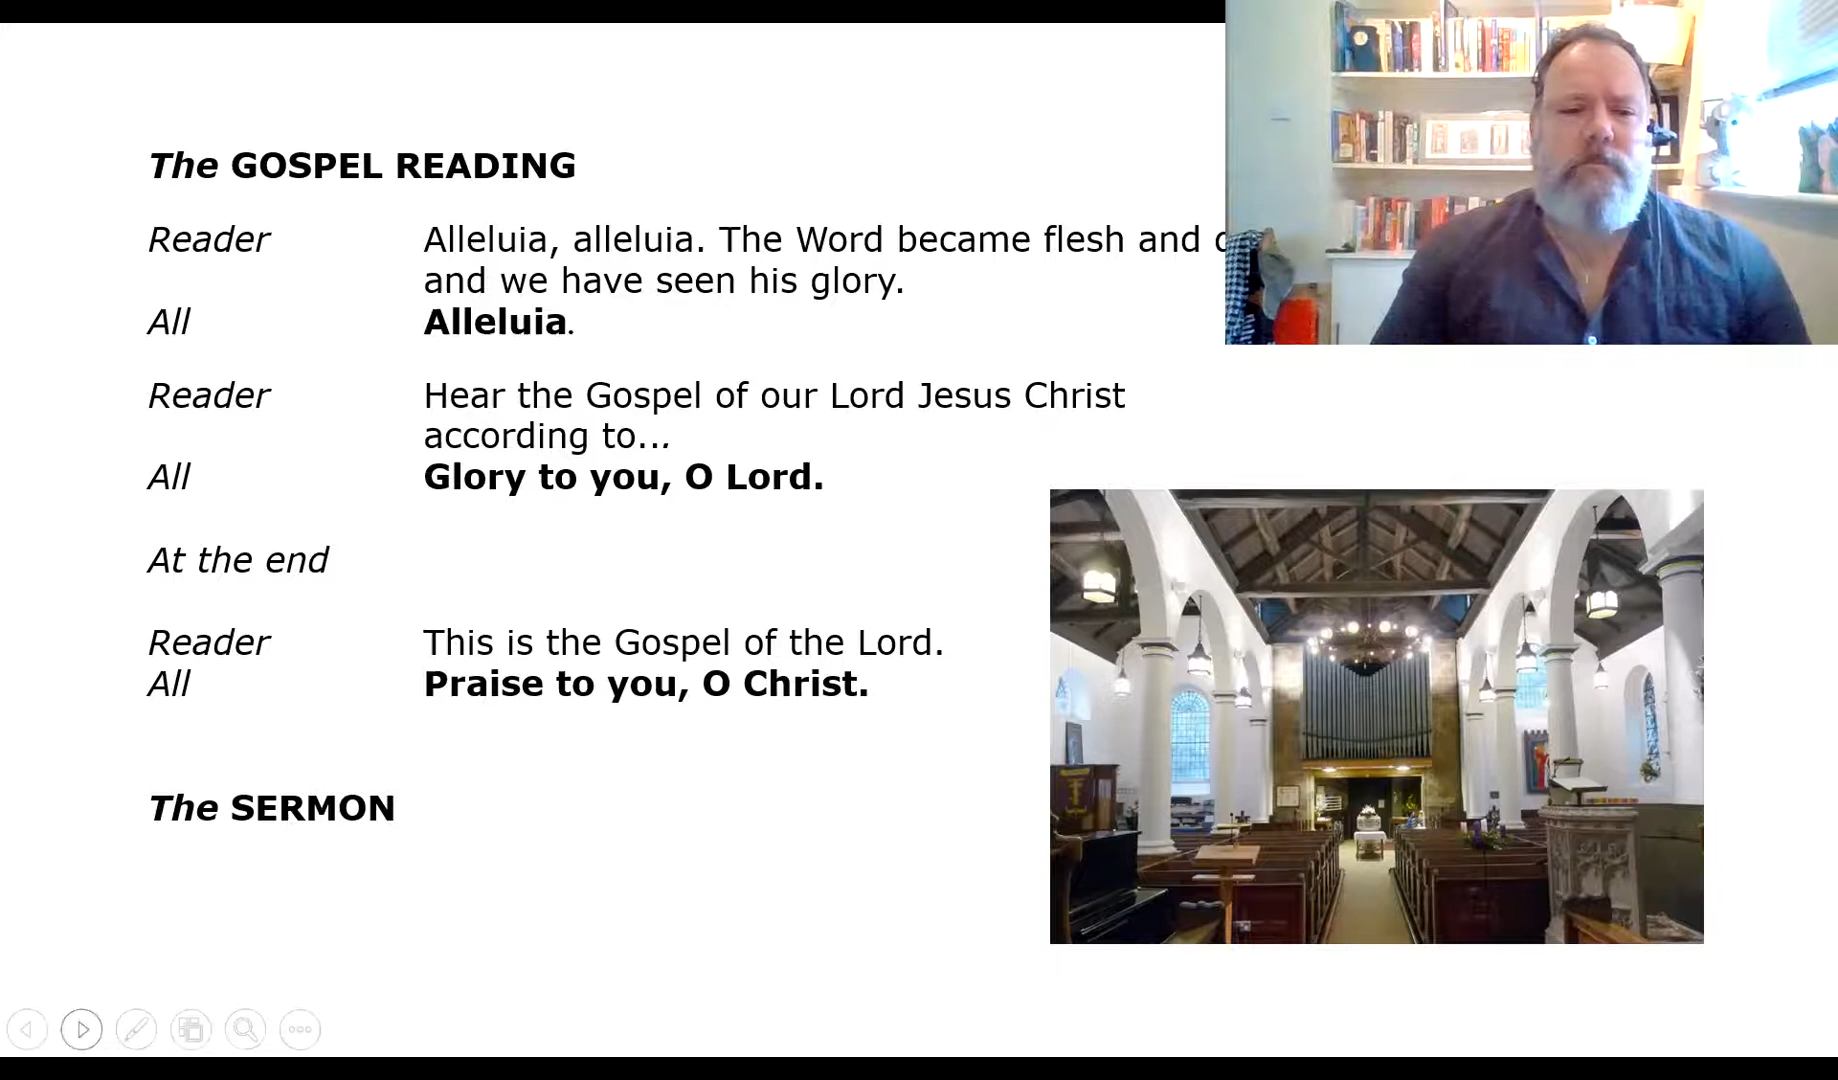 The GOSPEL READING
Reader Alleluia, alleluia. The Word became flesh and
and we have seen his glory.
All Alleluia.
Reader Hear the Gospel of our Lord Jesus Christ
according to...
All Glory to you, O Lord.
At the end
Reader This is the Gospel of the Lord.
All Praise to you, O Christ.
The SERMON